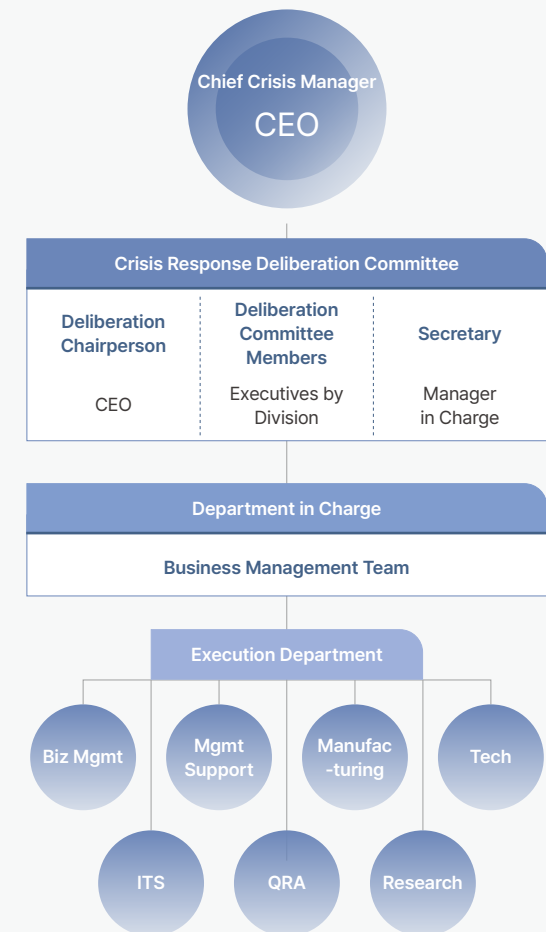 Chief Crisis Manager
CEO
Crisis Response Deliberation Committee
Deliberation
Chairperson
CEO
Deliberation
Committee
Members
Executives by
Division
Secretary
Manager
in Charge
Department in Charge
Business Management Team
Execution Department
Biz Mgmt
Mgmt
Support
Manufac
-turing
Tech
ITS
QRA
Research